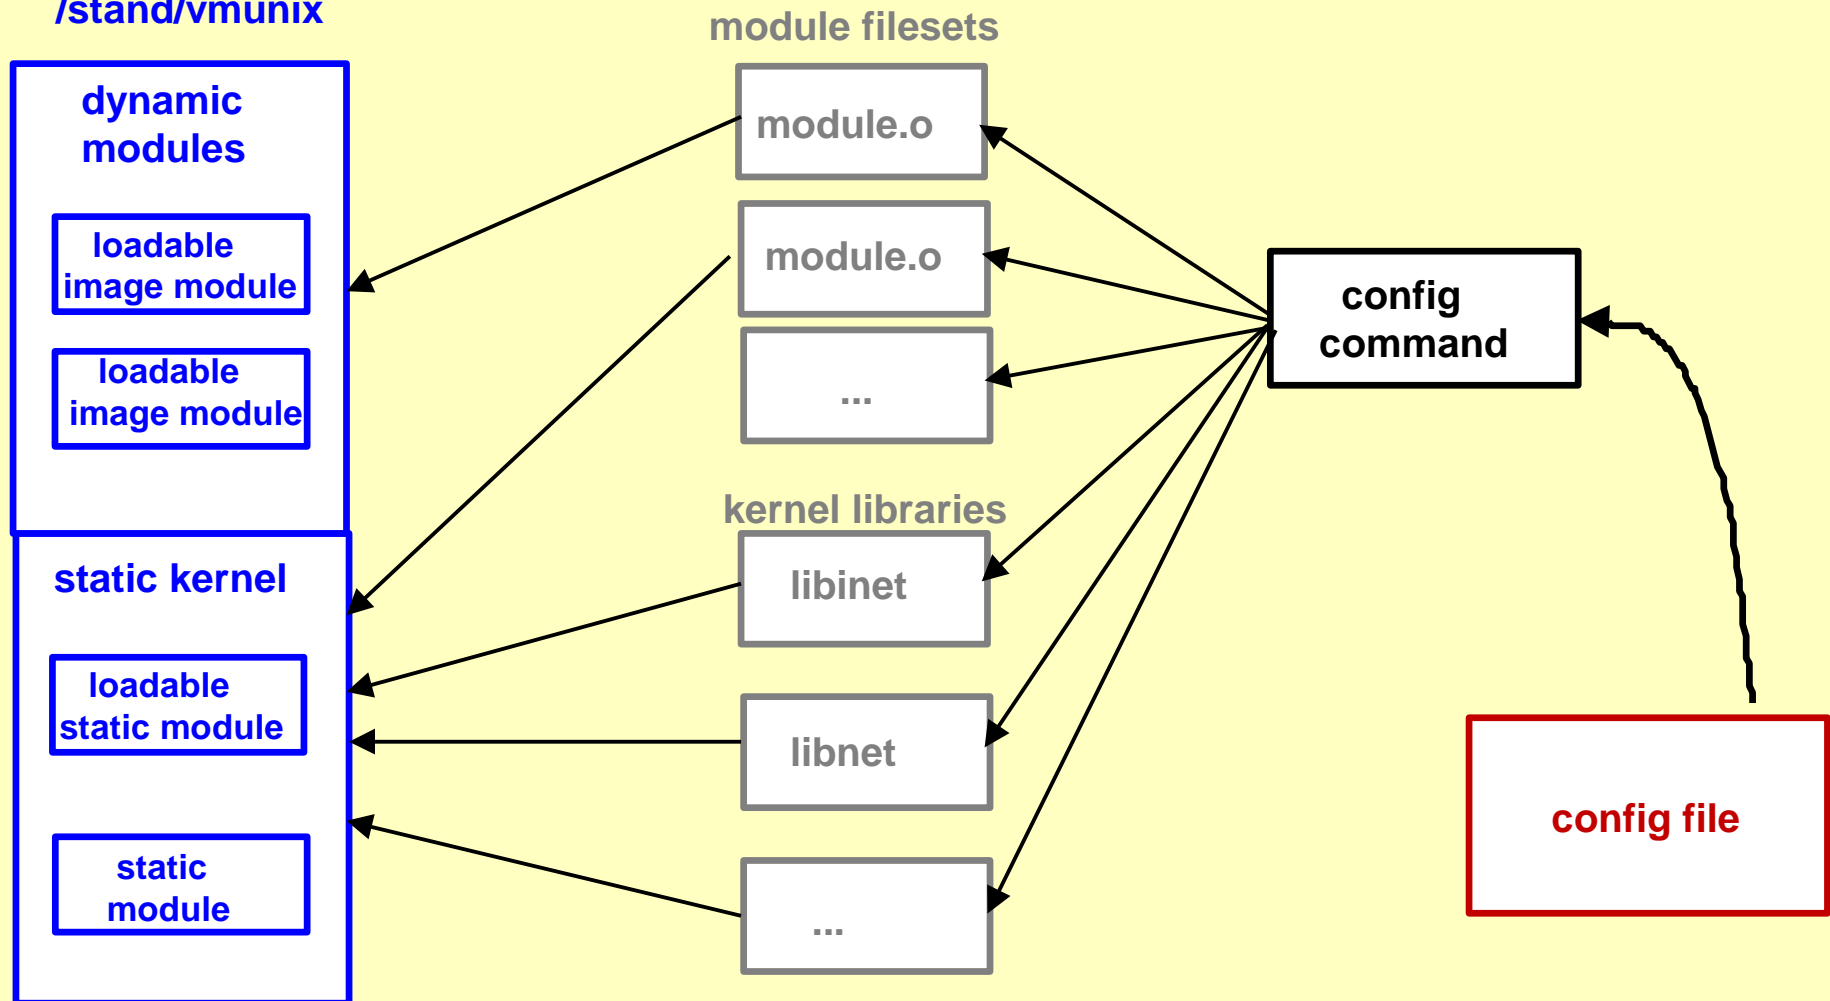 /stand/vmunix
dynamic
modules
loadable
image module
loadable
image module
static kernel
loadable
static module
static
module
module filesets
module.o
module.o
...
kernel libraries
libinet
libnet
...
config
command
config file